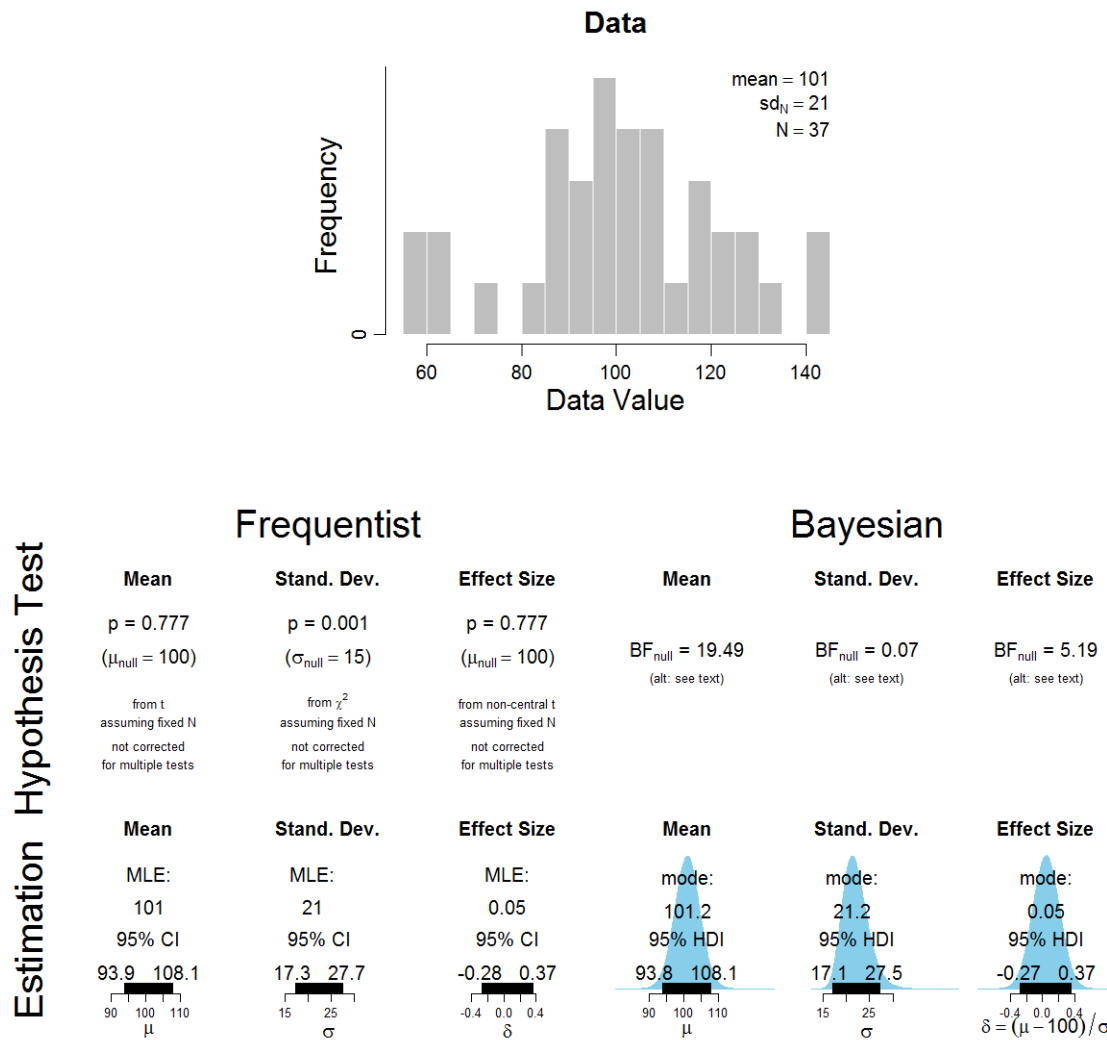 Data
mean = 101
sdN = 21
N = 37
Frequency
0
60 80 100 120 140
Data Value
Frequentist Bayesian
Hypothesis Test
Mean Stand. Dev. Effect Size Mean Stand. Dev. Effect Size
p = 0.777 p = 0.001 p = 0.777
(μnull = 100) (σnull = 15) (μnull = 100)
BFnull = 19.49 BFnull = 0.07 BFnull = 5.19
(alt: see text) (alt: see text) (alt: see text)
from t from χ² from non-central t
assuming fixed N assuming fixed N assuming fixed N
not corrected not corrected not corrected
for multiple tests for multiple tests for multiple tests
Estimation
Mean Stand. Dev. Effect Size Mean Stand. Dev. Effect Size
MLE: MLE: MLE: mode: mode: mode:
101 21 0.05 101.2 21.2 0.05
95% CI 95% CI 95% CI 95% HDI 95% HDI 95% HDI
93.9 108.1 17.3 27.7 -0.28 0.37 93.8 108.1 17.1 27.5 -0.27 0.37
90 100 110 15 25 -0.4 0.0 0.4 90 100 110 15 25 -0.4 0.0 0.4
μ σ δ μ σ δ = (μ − 100)/σ